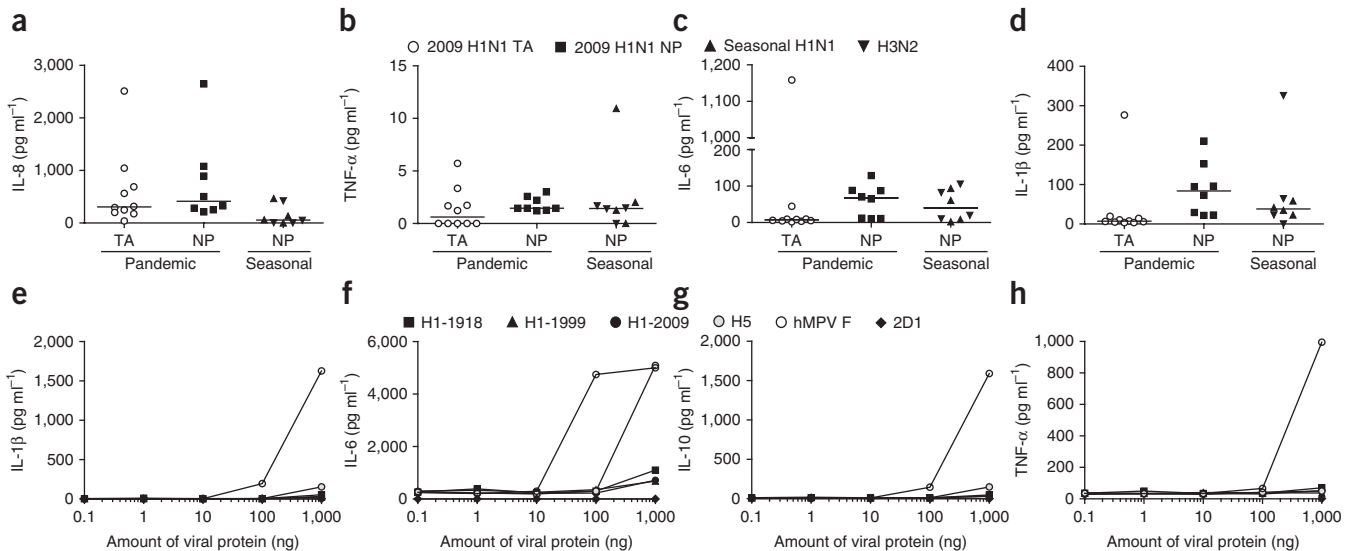 a
b
c
d
○ 2009 H1N1 TA ■ 2009 H1N1 NP ▲ Seasonal H1N1 ▼ H3N2
IL-8 (pg ml⁻¹)
3,000
2,000
1,000
0
TA NP NP
Pandemic Seasonal
TNF-α (pg ml⁻¹)
15
10
5
0
TA NP NP
Pandemic Seasonal
IL-6 (pg ml⁻¹)
1,200
1,100
1,000
200
100
0
TA NP NP
Pandemic Seasonal
IL-1β (pg ml⁻¹)
400
300
200
100
0
TA NP NP
Pandemic Seasonal
e
f
g
h
■ H1-1918 ▲ H1-1999 ● H1-2009 ○ H5 ○ hMPV F ◆ 2D1
IL-1β (pg ml⁻¹)
2,000
1,500
1,000
500
0
0.1 1 10 100 1,000
Amount of viral protein (ng)
IL-6 (pg ml⁻¹)
6,000
4,000
2,000
0
0.1 1 10 100 1,000
Amount of viral protein (ng)
IL-10 (pg ml⁻¹)
2,000
1,500
1,000
500
0
0.1 1 10 100 1,000
Amount of viral protein (ng)
TNF-α (pg ml⁻¹)
1,000
800
600
400
200
0
0.1 1 10 100 1,000
Amount of viral protein (ng)